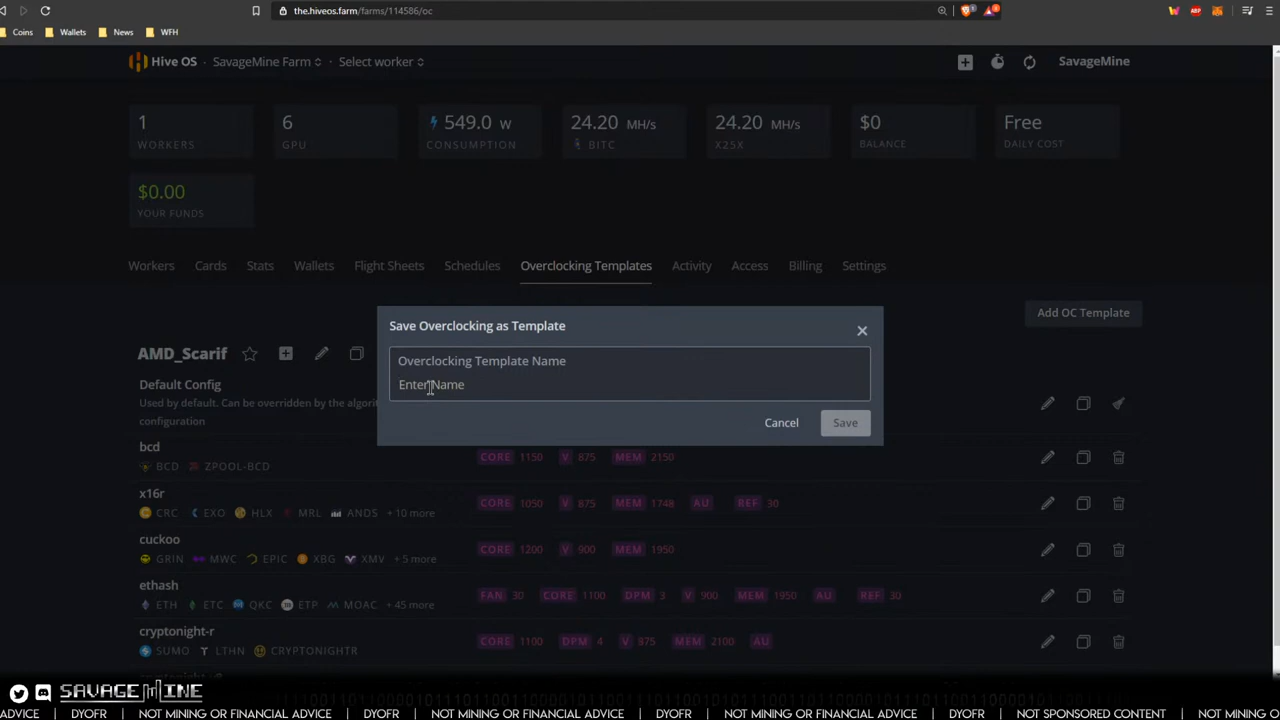 the.hiveos.farm/farms/114586/oc
Coins Wallets News WFH
Hive OS SavageMine Farm Select worker SavageMine
1 6 549.0 W 24.20 MH/s 24.20 MH/s $0 Free
WORKERS GPU CONSUMPTION BITC X25X BALANCE DAILY COST
$0.00
YOUR FUNDS
Workers Cards Stats Wallets Flight Sheets Schedules Overclocking Templates Activity Access Billing Settings
Add OC Template
Save Overclocking as Template
AMD_Scarif
Overclocking Template Name
Enter Name
Default Config
Used by default. Can be overridden by the algorit
configuration
Cancel Save
bcd
BCD ZPOOL-BCD CORE 1150 V 875 MEM 2150
x16r
CRC EXO HLX MRL ANDS + 10 more CORE 1050 V 875 MEM 1748 AU REF 30
cuckoo
GRIN MWC EPIC XBG XMV + 5 more CORE 1200 V 900 MEM 1950
ethash
ETH ETC QKC ETP MOAC + 45 more FAN 30 CORE 1100 DPM 3 V 900 MEM 1950 AU REF 30
cryptonight-r
SUMO LTHN CRYPTONIGHTR CORE 1100 DPM 4 V 875 MEM 2100 AU
SAVAGEMINE
ADVICE DYOFR NOT MINING OR FINANCIAL ADVICE DYOFR NOT MINING OR FINANCIAL ADVICE DYOFR NOT MINING OR FINANCIAL ADVICE DYOFR NOT SPONSORED CONTENT NOT MINING O